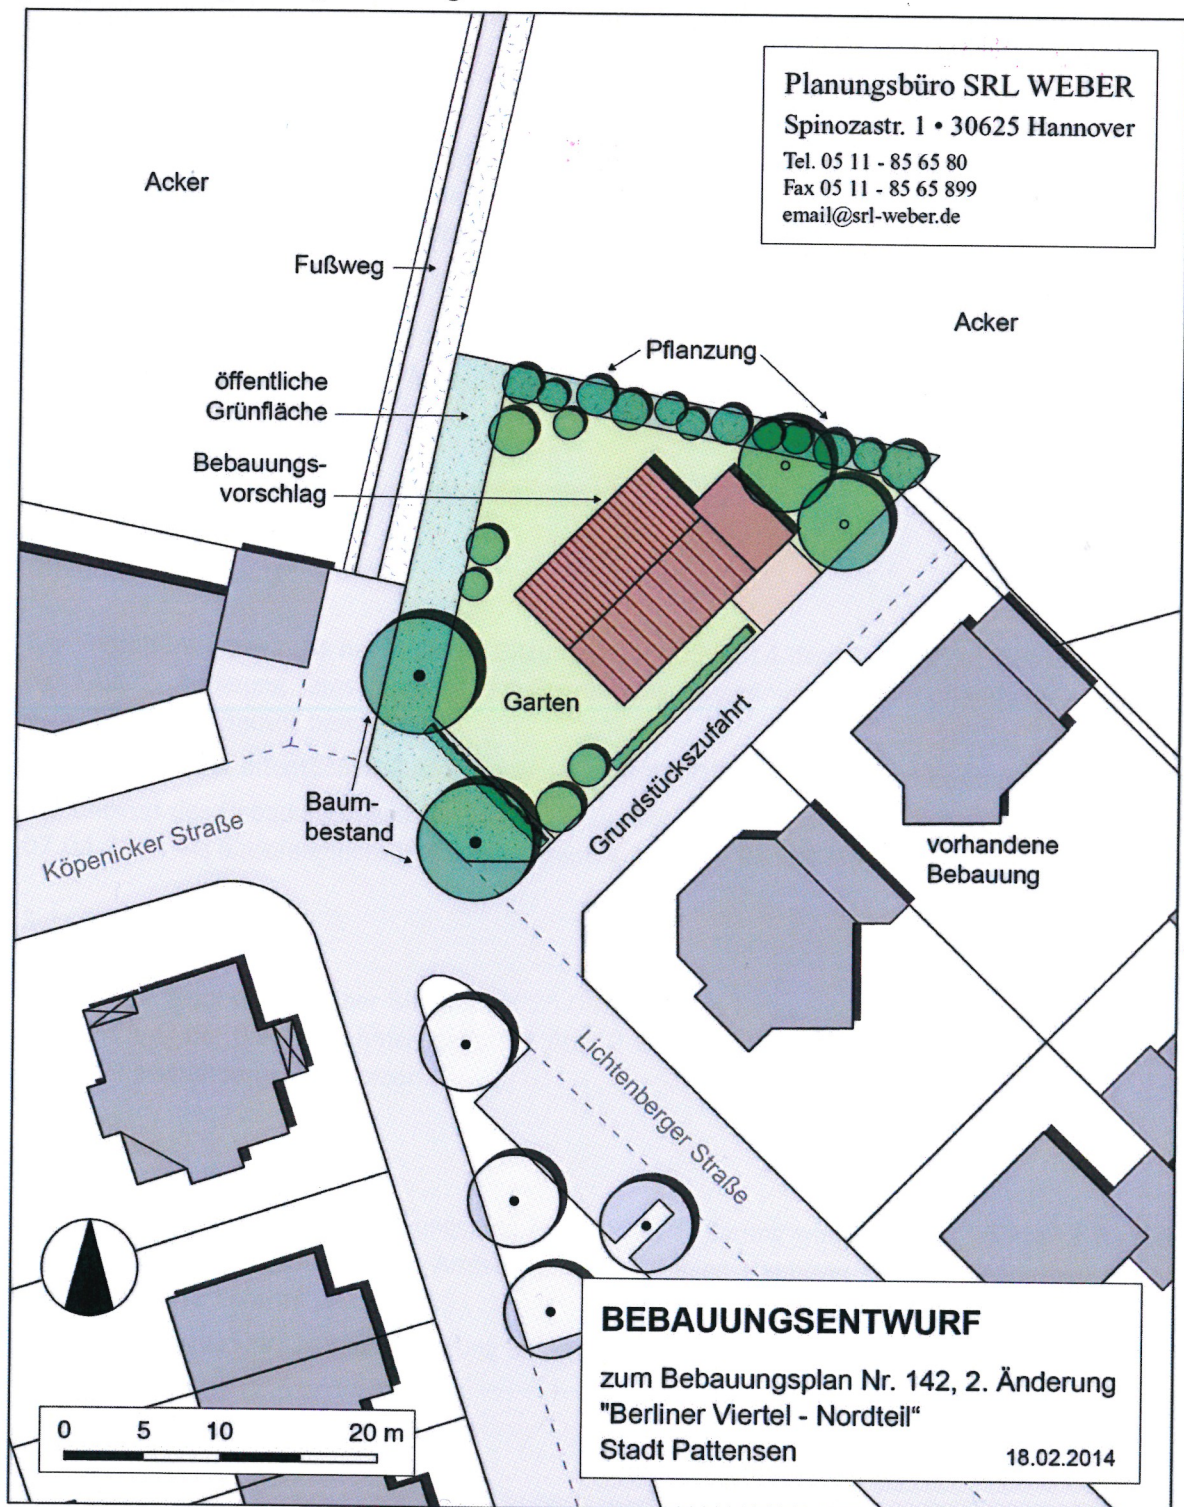 Planungsbüro SRL WEBER
Spinozastr. 1 • 30625 Hannover
Tel. 05 11 - 85 65 80
Fax 05 11 - 85 65 899
email@srl-weber.de
Acker
Fußweg
Acker
Pflanzung
öffentliche
Grünfläche
Bebauungs-
vorschlag
Garten
Grundstückszufahrt
Baum-
bestand
Köpenicker Straße
vorhandene
Bebauung
Lichtenberger Straße
BEBAUUNGSENTWURF
zum Bebauungsplan Nr. 142, 2. Änderung
"Berliner Viertel - Nordteil“
Stadt Pattensen 18.02.2014
0 5 10 20 m